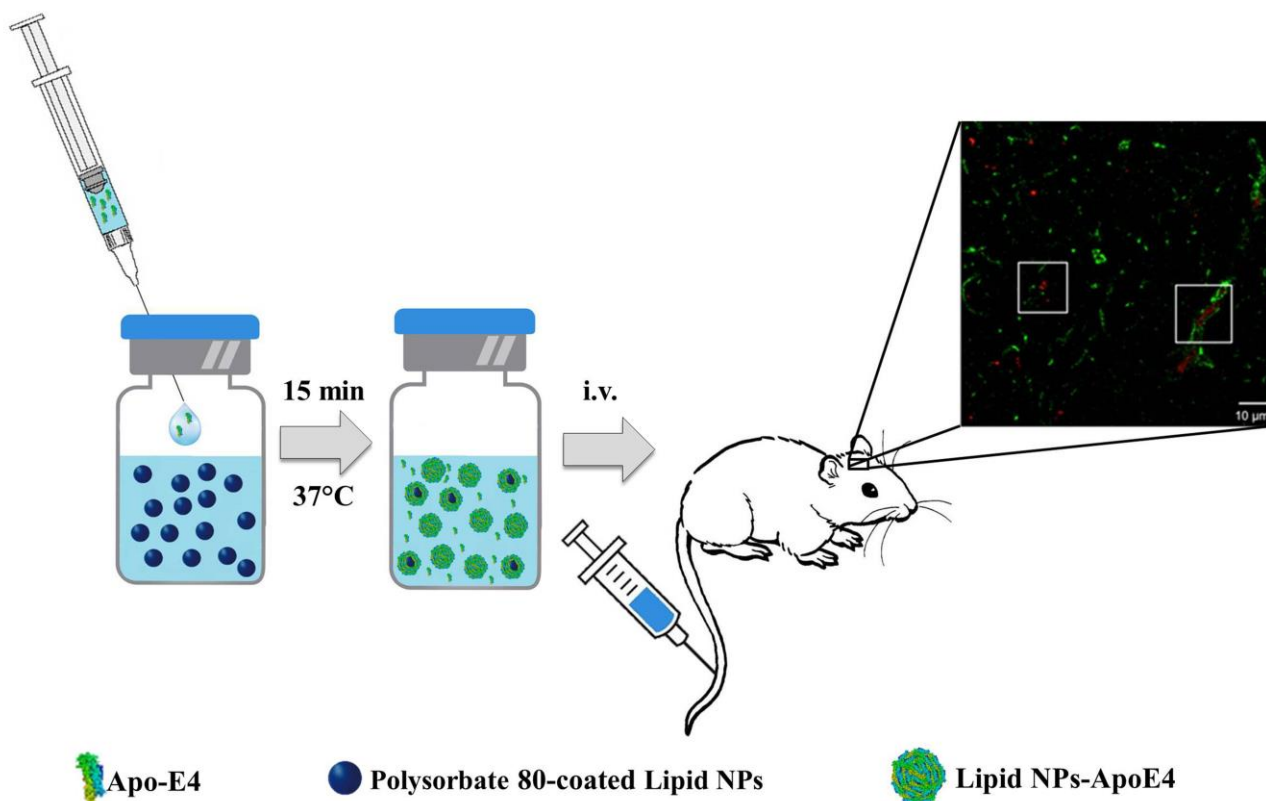 15 min
37°C
i.v.
10 µm
Apo-E4
Polysorbate 80-coated Lipid NPs
Lipid NPs-ApoE4